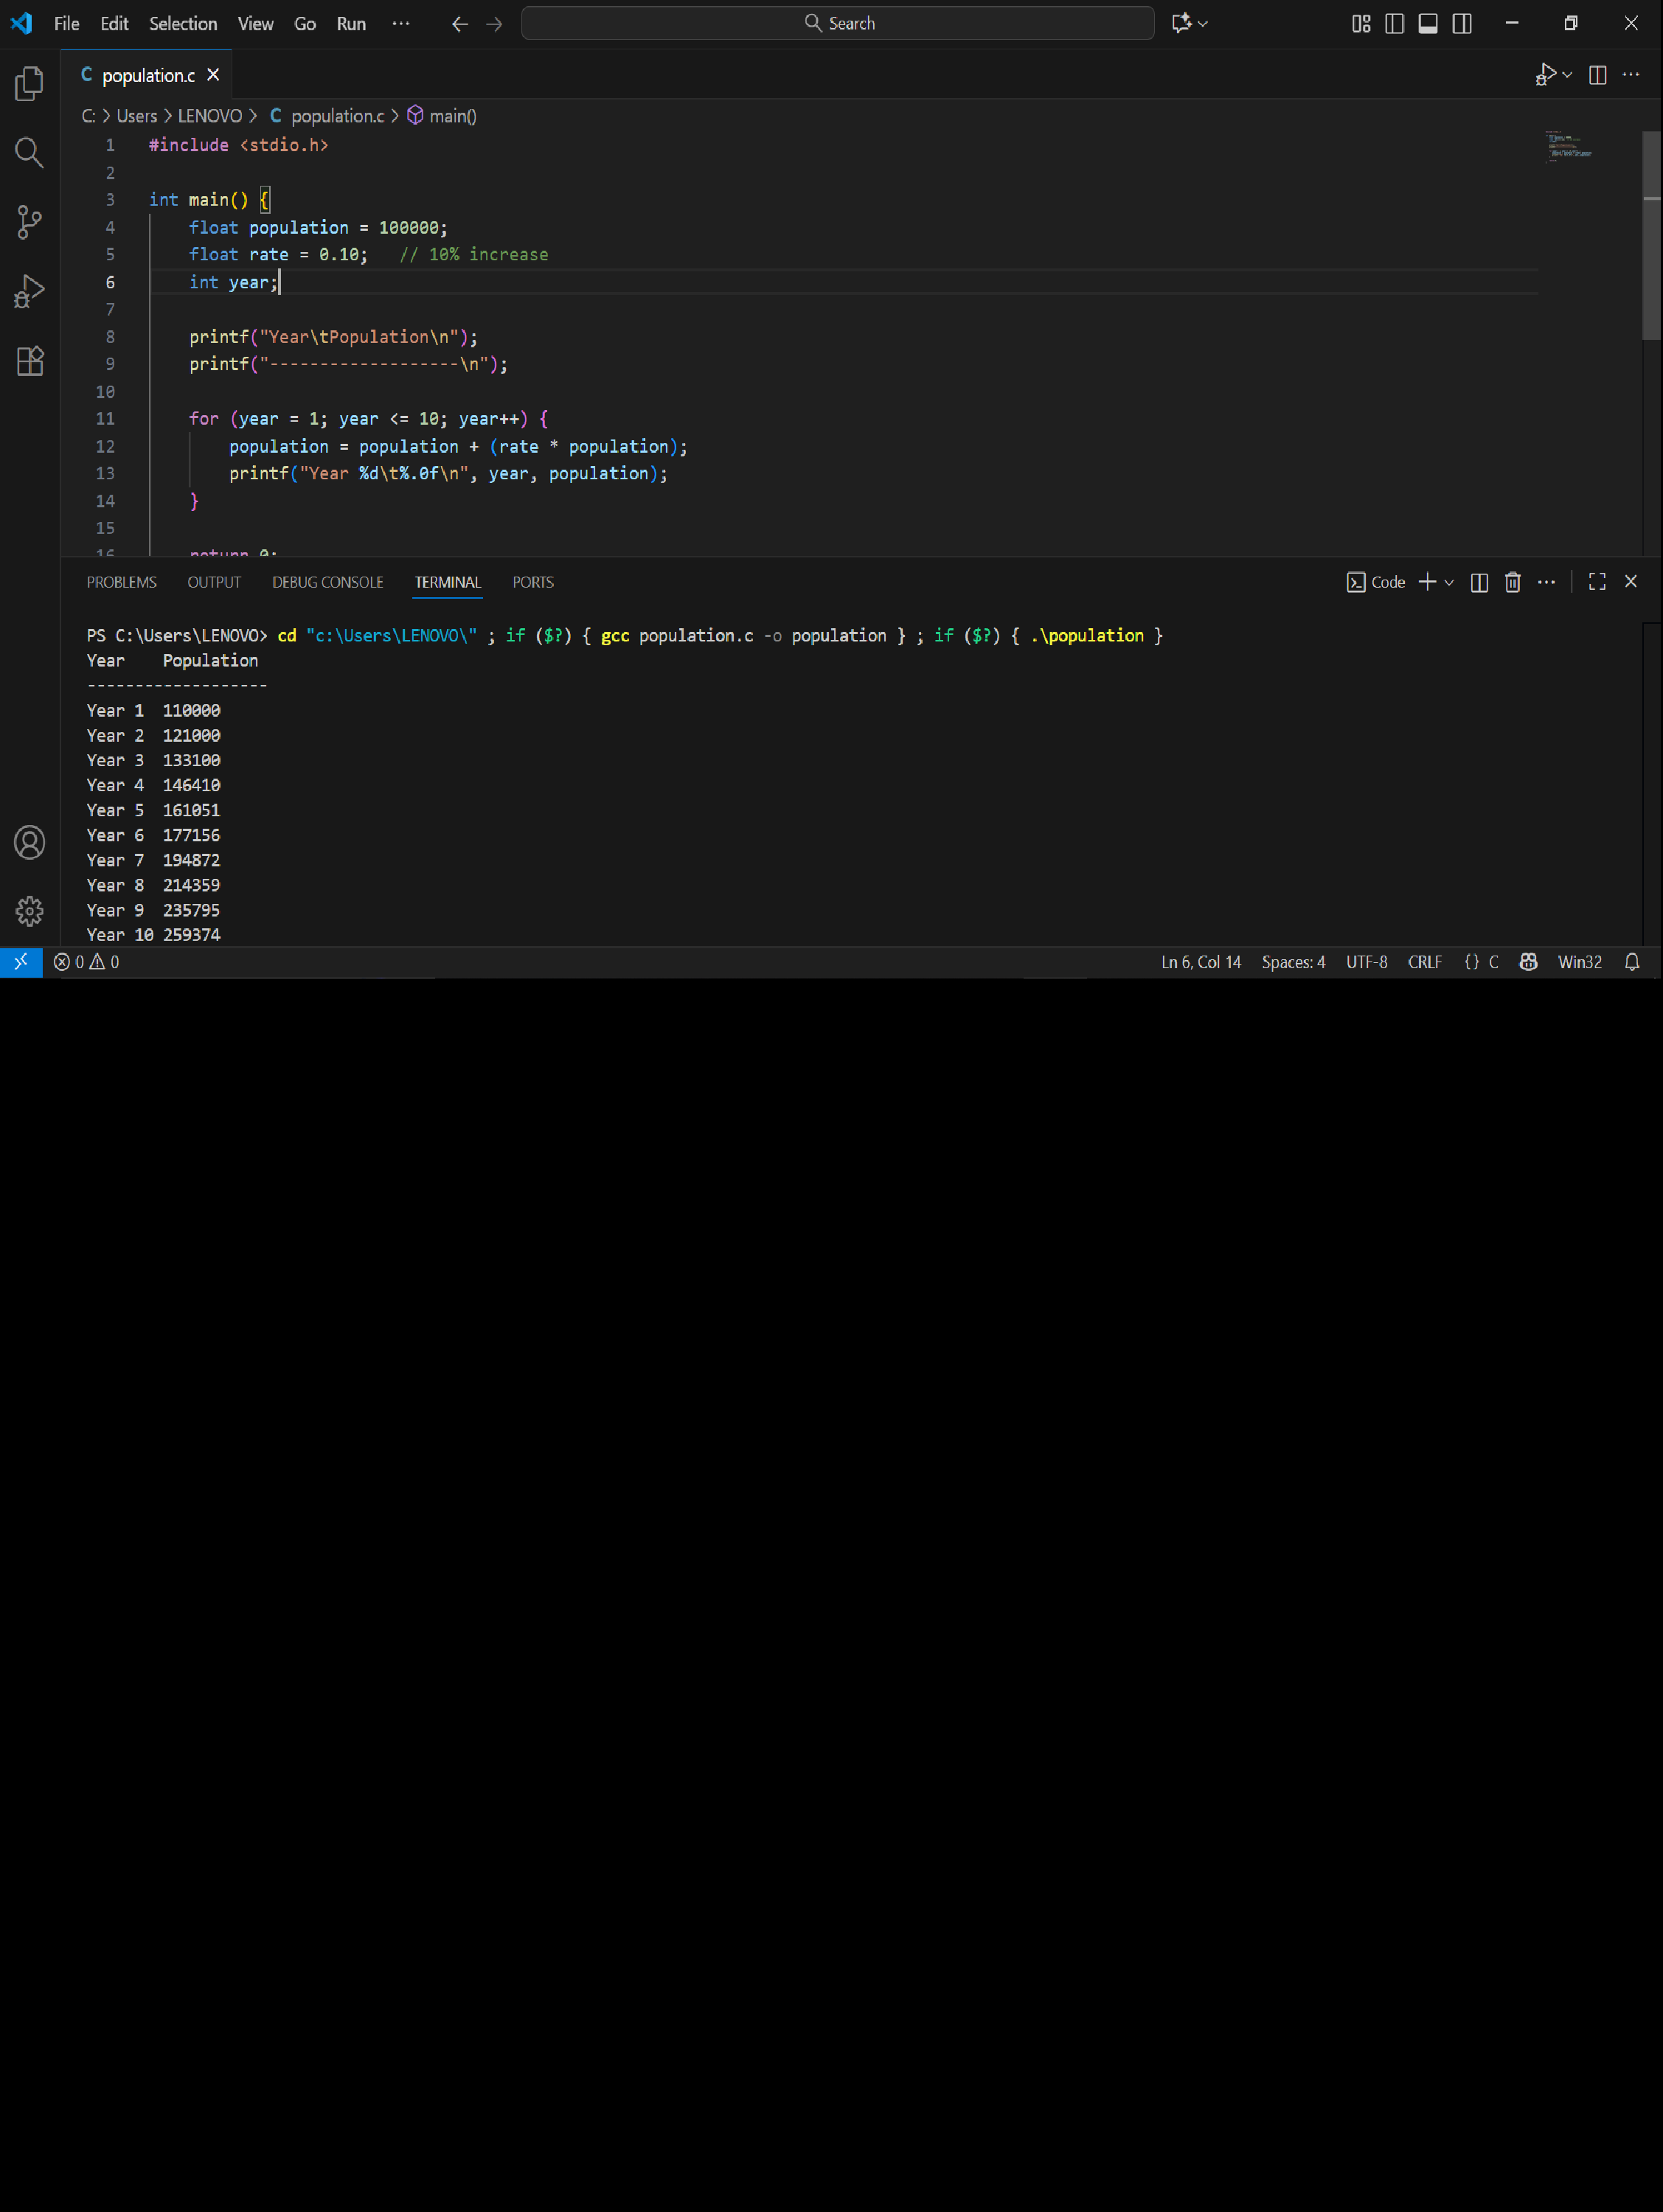 File Edit Selection View Go Run ··· Search
C population.c
C: > Users > LENOVO > C population.c > main()
1 #include <stdio.h>
2
3 int main() {
4     float population = 100000;
5     float rate = 0.10;   // 10% increase
6     int year;
7
8     printf("Year\tPopulation\n");
9     printf("-------------------\n");
10
11     for (year = 1; year <= 10; year++) {
12         population = population + (rate * population);
13         printf("Year %d\t%.0f\n", year, population);
14     }
15
16     return 0;
PROBLEMS OUTPUT DEBUG CONSOLE TERMINAL PORTS Code
PS C:\Users\LENOVO> cd "c:\Users\LENOVO\" ; if ($?) { gcc population.c -o population } ; if ($?) { .\population }
Year    Population
-------------------
Year 1  110000
Year 2  121000
Year 3  133100
Year 4  146410
Year 5  161051
Year 6  177156
Year 7  194872
Year 8  214359
Year 9  235795
Year 10 259374
0 0 Ln 6, Col 14 Spaces: 4 UTF-8 CRLF {} C Win32